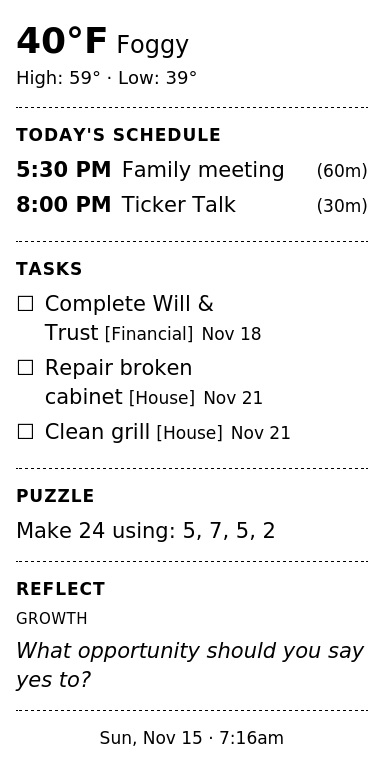 40°F Foggy
High: 59° · Low: 39°
TODAY'S SCHEDULE
5:30 PM Family meeting (60m)
8:00 PM Ticker Talk (30m)
TASKS
☐ Complete Will &
Trust [Financial] Nov 18
☐ Repair broken
cabinet [House] Nov 21
☐ Clean grill [House] Nov 21
PUZZLE
Make 24 using: 5, 7, 5, 2
REFLECT
GROWTH
What opportunity should you say
yes to?
Sun, Nov 15 · 7:16am